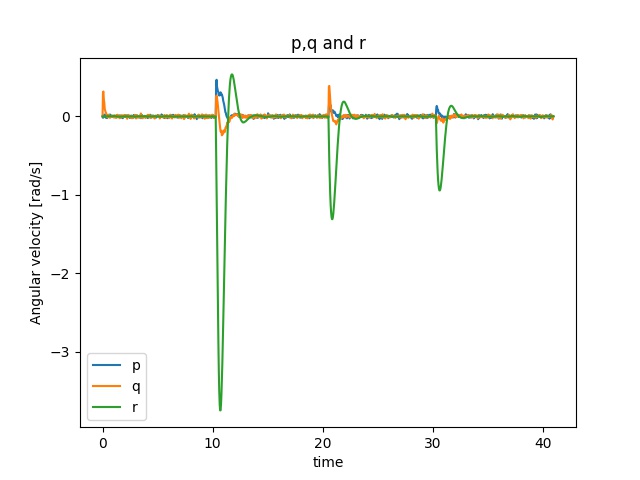 p,q and r
Angular velocity [rad/s]
0
−1
−2
−3
p
q
r
0 10 20 30 40
time